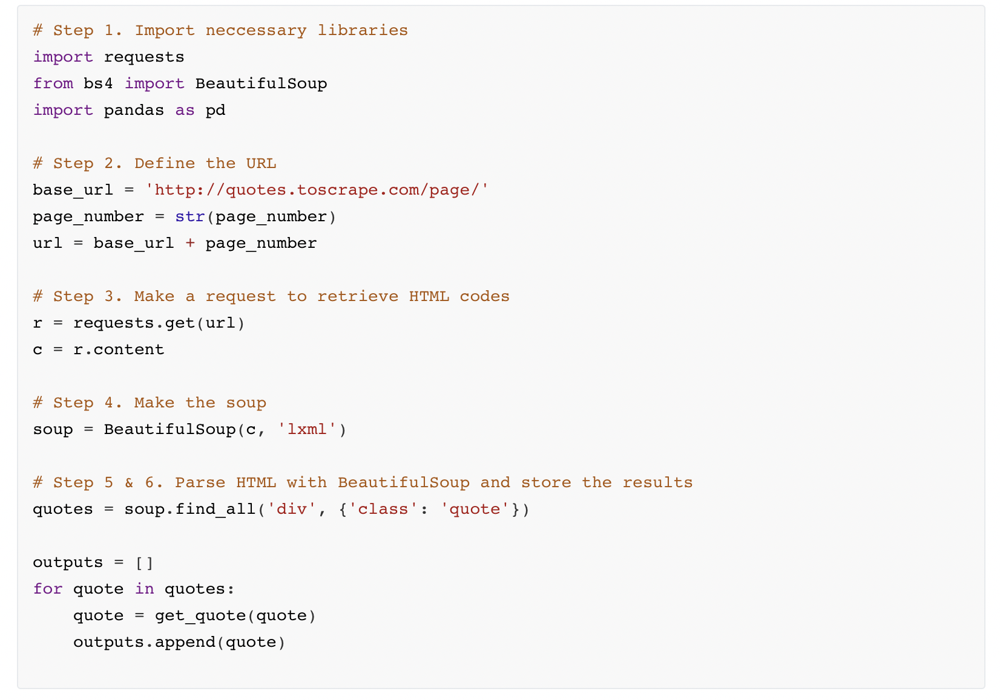 # Step 1. Import neccessary libraries
import requests
from bs4 import BeautifulSoup
import pandas as pd
# Step 2. Define the URL
base_url = 'http://quotes.toscrape.com/page/'
page_number = str(page_number)
url = base_url + page_number
# Step 3. Make a request to retrieve HTML codes
r = requests.get(url)
c = r.content
# Step 4. Make the soup
soup = BeautifulSoup(c, 'lxml')
# Step 5 & 6. Parse HTML with BeautifulSoup and store the results
quotes = soup.find_all('div', {'class': 'quote'})
outputs = []
for quote in quotes:
    quote = get_quote(quote)
    outputs.append(quote)